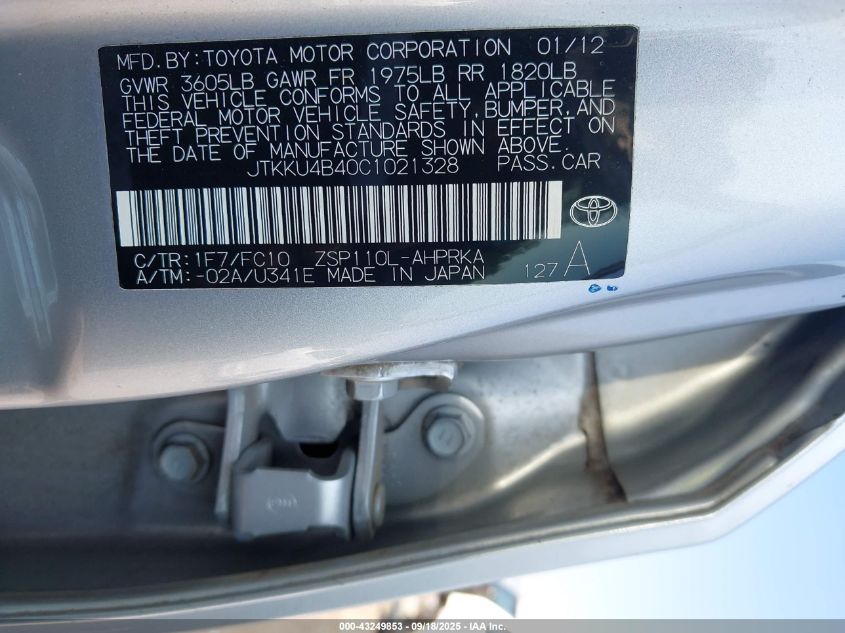 MFD.BY:TOYOTA MOTOR CORPORATION 01/12
GVWR 3605LB GAWR FR 1975LB RR 1820LB
THIS VEHICLE CONFORMS TO ALL APPLICABLE
FEDERAL MOTOR VEHICLE SAFETY,BUMPER,AND
THEFT PREVENTION STANDARDS IN EFFECT ON
THE DATE OF MANUFACTURE SHOWN ABOVE.
JTKKU4B40C1021328 PASS.CAR
C/TR:1F7/FC10 ZSP110L-AHPRKA
A/TM:-02A/U341E MADE IN JAPAN 127 A
000-43249853 - 09/18/2025 - IAA Inc.